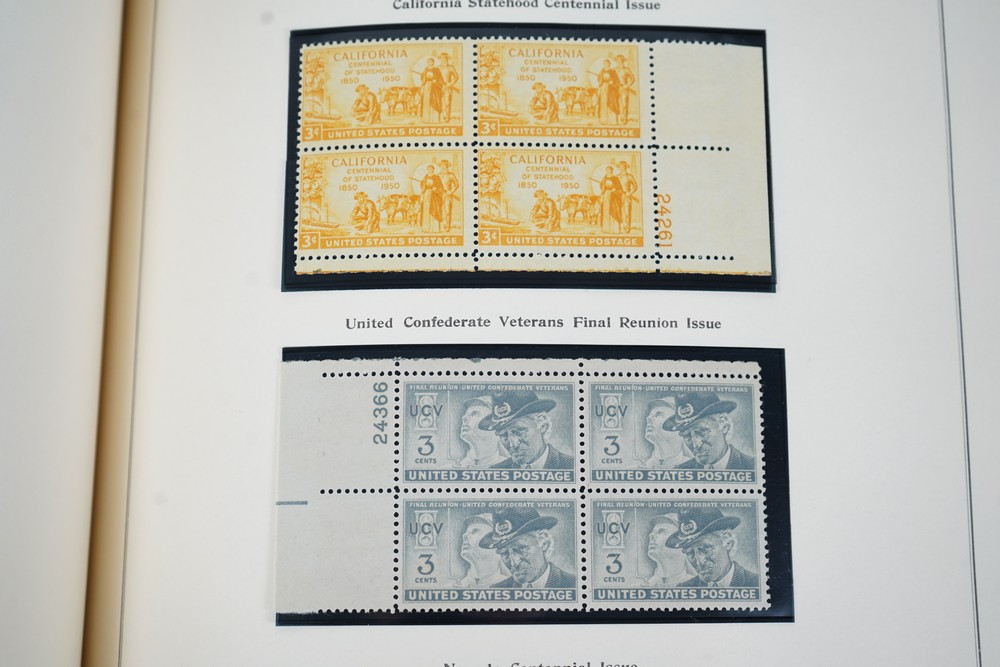 California Statehood Centennial Issue
CALIFORNIA
CENTENNIAL
OF STATEHOOD
1850 1950
3¢ UNITED STATES POSTAGE
CALIFORNIA
CENTENNIAL
OF STATEHOOD
1850 1950
3¢ UNITED STATES POSTAGE
CALIFORNIA
CENTENNIAL
OF STATEHOOD
1850 1950
3¢ UNITED STATES POSTAGE
CALIFORNIA
CENTENNIAL
OF STATEHOOD
1850 1950
3¢ UNITED STATES POSTAGE
24261
United Confederate Veterans Final Reunion Issue
24366
FINAL REUNION·UNITED CONFEDERATE VETERANS
UCV
3
CENTS
UNITED STATES POSTAGE
FINAL REUNION·UNITED CONFEDERATE VETERANS
UCV
3
CENTS
UNITED STATES POSTAGE
FINAL REUNION·UNITED CONFEDERATE VETERANS
UCV
3
CENTS
UNITED STATES POSTAGE
FINAL REUNION·UNITED CONFEDERATE VETERANS
UCV
3
CENTS
UNITED STATES POSTAGE
Centennial Issue